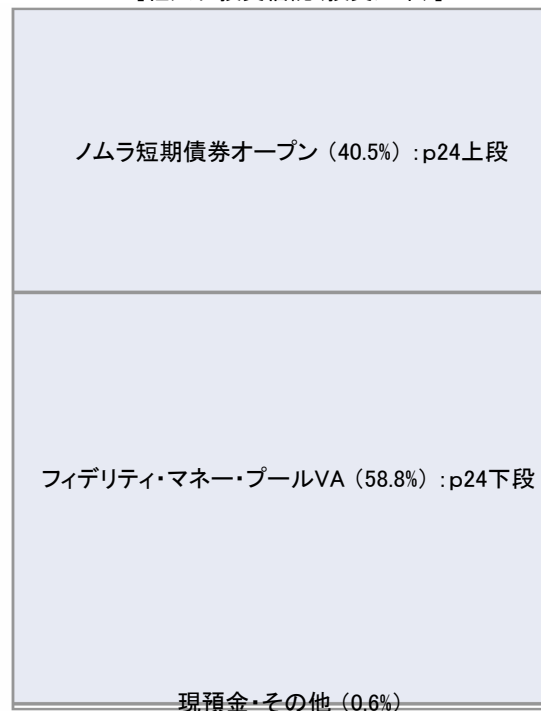 ノムラ短期債券オープン（40.5%）:p24上段
フィデリティ・マネー・プールVA（58.8%）:p24下段
現預金・その他（0.6%）